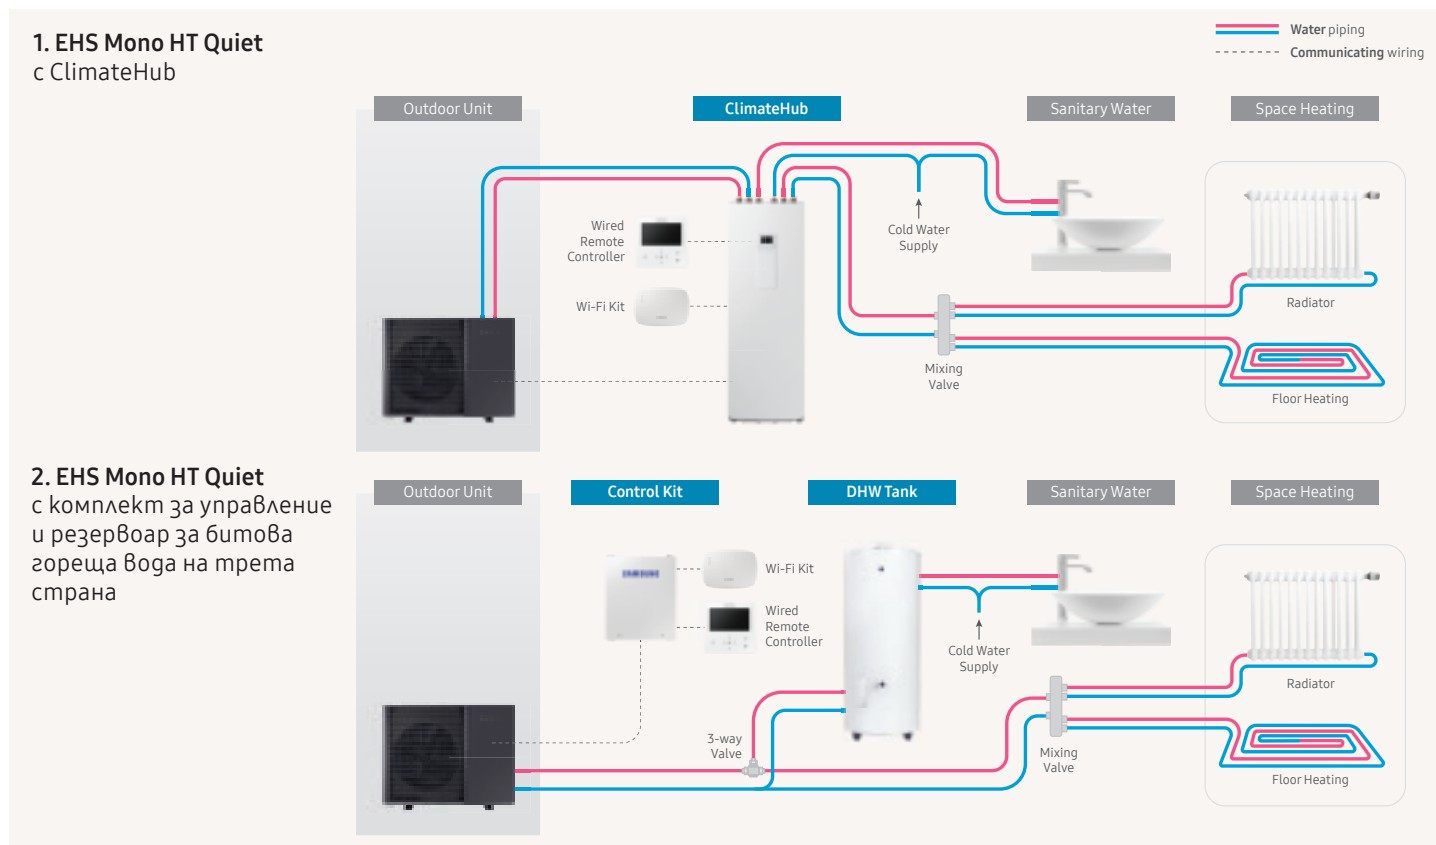 1. EHS Mono HT Quiet
с ClimateHub
Water piping
Communicating wiring
Outdoor Unit
ClimateHub
Sanitary Water
Space Heating
Wired
Remote
Controller
Wi-Fi Kit
Cold Water
Supply
Mixing
Valve
Radiator
Floor Heating
2. EHS Mono HT Quiet
с комплект за управление
и резервоар за битова
гореща вода на трета
страна
Outdoor Unit
Control Kit
DHW Tank
Sanitary Water
Space Heating
SAMSUNG
Wi-Fi Kit
Wired
Remote
Controller
3-way
Valve
Cold Water
Supply
Mixing
Valve
Radiator
Floor Heating